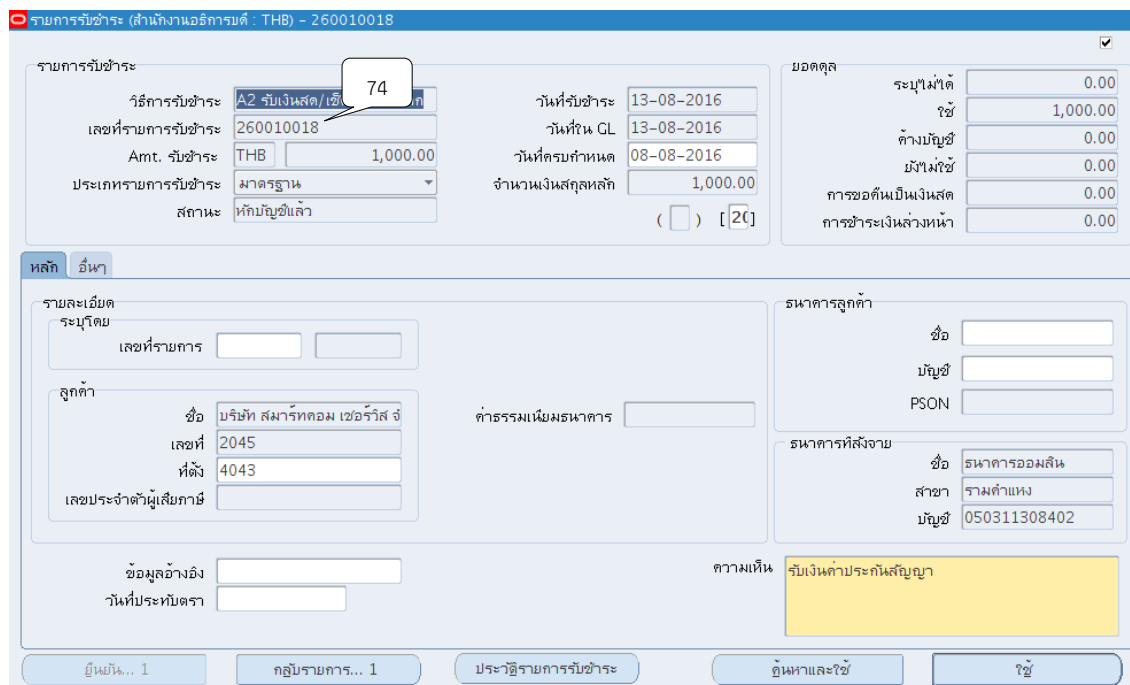 รายการรับชำระ (สำนักงานอธิการบดี : THB) – 260010018
รายการรับชำระ
74
วิธีการรับชำระ A2 รับเงินสด/เช็
เลขที่รายการรับชำระ 260010018
Amt. รับชำระ THB 1,000.00
ประเภทรายการรับชำระ มาตรฐาน
สถานะ หักบัญชีแล้ว
วันที่รับชำระ 13-08-2016
วันที่ใน GL 13-08-2016
วันที่ครบกำหนด 08-08-2016
จำนวนเงินสกุลหลัก 1,000.00
( ) [ 20 ]
ยอดดุล
ระบุไม่ได้ 0.00
ใช้ 1,000.00
ค้างบัญชี 0.00
ยังไม่ใช้ 0.00
การขอคืนเป็นเงินสด 0.00
การชำระเงินล่วงหน้า 0.00
หลัก อื่นๆ
รายละเอียด
ระบุโดย
เลขที่รายการ
ลูกค้า
ชื่อ บริษัท สมาร์ทคอม เซอร์วิส จํ
เลขที่ 2045
ที่ตั้ง 4043
เลขประจำตัวผู้เสียภาษี
ค่าธรรมเนียมธนาคาร
ธนาคารลูกค้า
ชื่อ
บัญชี
PSON
ธนาคารที่สั่งจ่าย
ชื่อ ธนาคารออมสิน
สาขา รามคำแหง
บัญชี 050311308402
ข้อมูลอ้างอิง
วันที่ประทับตรา
ความเห็น รับเงินค่าประกันสัญญา
ยืนยัน... 1 กลับรายการ... 1 ประวัติรายการรับชำระ ค้นหาและใช้ ใช้